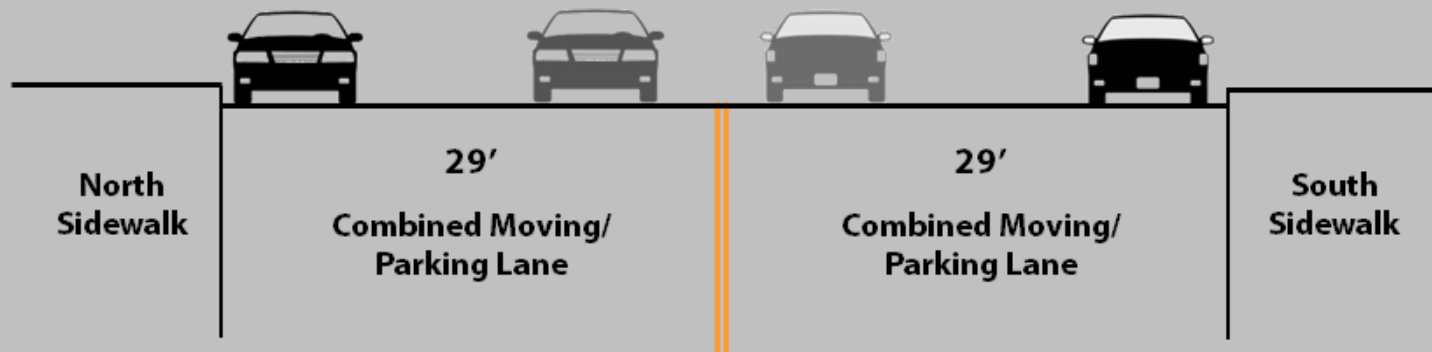 North
Sidewalk
29’
Combined Moving/
Parking Lane
29’
Combined Moving/
Parking Lane
South
Sidewalk